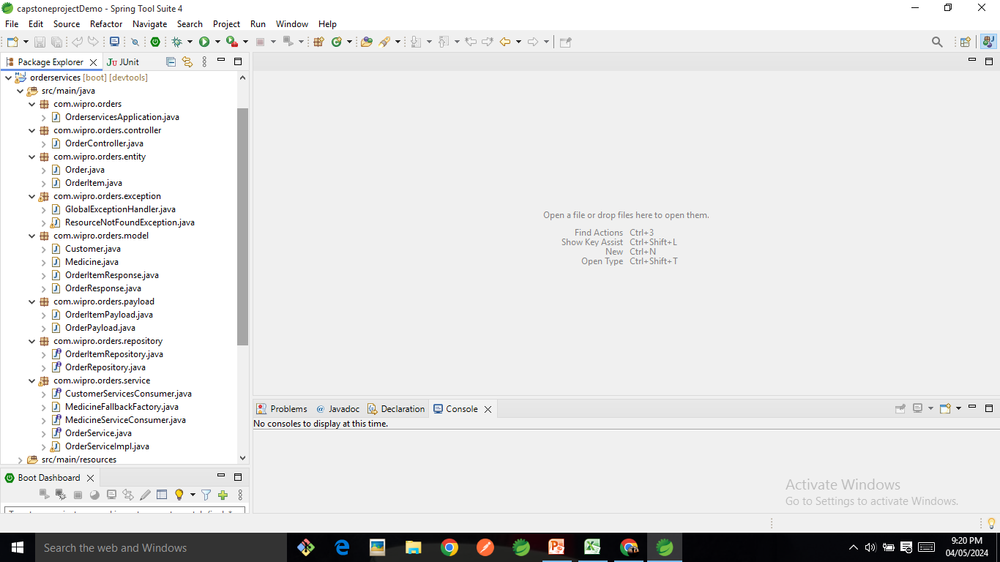 capstoneprojectDemo - Spring Tool Suite 4
File Edit Source Refactor Navigate Search Project Run Window Help
Package Explorer JUnit
orderservices [boot] [devtools]
src/main/java
com.wipro.orders
OrderservicesApplication.java
com.wipro.orders.controller
OrderController.java
com.wipro.orders.entity
Order.java
OrderItem.java
com.wipro.orders.exception
GlobalExceptionHandler.java
ResourceNotFoundException.java
com.wipro.orders.model
Customer.java
Medicine.java
OrderItemResponse.java
OrderResponse.java
com.wipro.orders.payload
OrderItemPayload.java
OrderPayload.java
com.wipro.orders.repository
OrderItemRepository.java
OrderRepository.java
com.wipro.orders.service
CustomerServicesConsumer.java
MedicineFallbackFactory.java
MedicineServiceConsumer.java
OrderService.java
OrderServiceImpl.java
src/main/resources
Boot Dashboard
Open a file or drop files here to open them.
Find Actions Ctrl+3
Show Key Assist Ctrl+Shift+L
New Ctrl+N
Open Type Ctrl+Shift+T
Problems @ Javadoc Declaration Console
No consoles to display at this time.
Activate Windows
Go to Settings to activate Windows.
Search the web and Windows
9:20 PM
04/05/2024